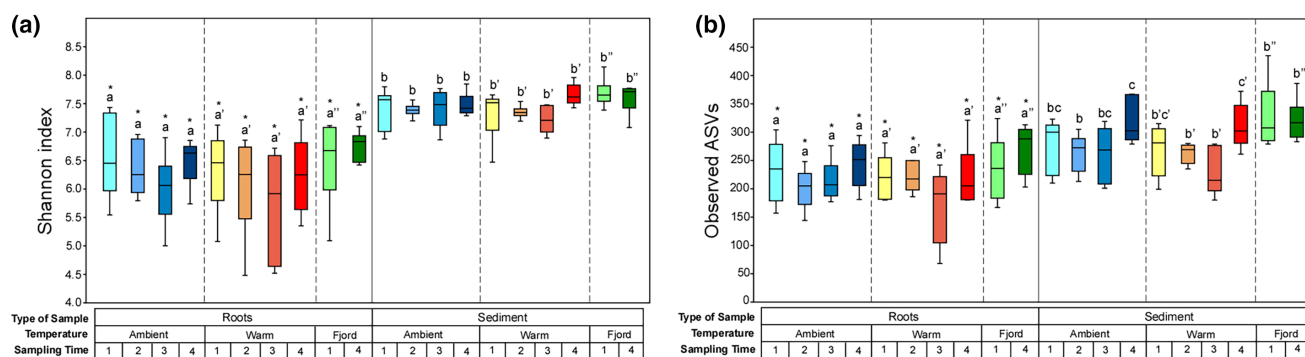 (a)
Shannon index
8.5
8.0
7.5
7.0
6.5
6.0
5.5
5.0
4.5
4.0
* * * * * * * * * *
a a a a a' a' a' a' a'' a''
b b b b b' b' b' b' b'' b''
Type of Sample Roots Sediment
Temperature Ambient Warm Fjord Ambient Warm Fjord
Sampling Time 1 2 3 4 1 2 3 4 1 4 1 2 3 4 1 2 3 4 1 4
(b)
Observed ASVs
450
400
350
300
250
200
150
100
50
0
* * * * * * * * * *
a a a a a' a' a' a' a'' a''
bc b bc c b'c' b' b' c' b'' b''
Type of Sample Roots Sediment
Temperature Ambient Warm Fjord Ambient Warm Fjord
Sampling Time 1 2 3 4 1 2 3 4 1 4 1 2 3 4 1 2 3 4 1 4